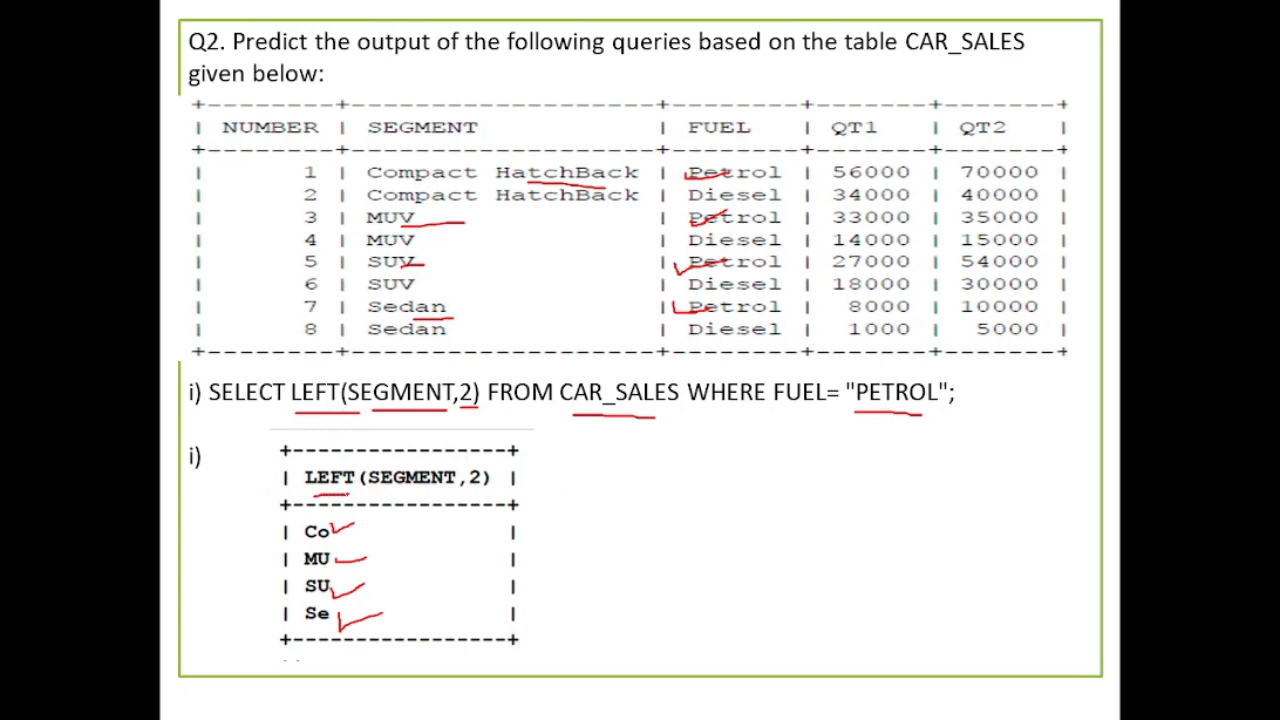 Q2. Predict the output of the following queries based on the table CAR_SALES
given below:
+--------+-------------------+--------+-------+-------+
| NUMBER | SEGMENT | FUEL | QT1 | QT2 |
+--------+-------------------+--------+-------+-------+
| 1 | Compact HatchBack | Petrol | 56000 | 70000 |
| 2 | Compact HatchBack | Diesel | 34000 | 40000 |
| 3 | MUV | Petrol | 33000 | 35000 |
| 4 | MUV | Diesel | 14000 | 15000 |
| 5 | SUV | Petrol | 27000 | 54000 |
| 6 | SUV | Diesel | 18000 | 30000 |
| 7 | Sedan | Petrol | 8000 | 10000 |
| 8 | Sedan | Diesel | 1000 | 5000 |
+--------+-------------------+--------+-------+-------+
i) SELECT LEFT(SEGMENT,2) FROM CAR_SALES WHERE FUEL= "PETROL";
i)
+-----------------+
| LEFT(SEGMENT,2) |
+-----------------+
| Co |
| MU |
| SU |
| Se |
+-----------------+